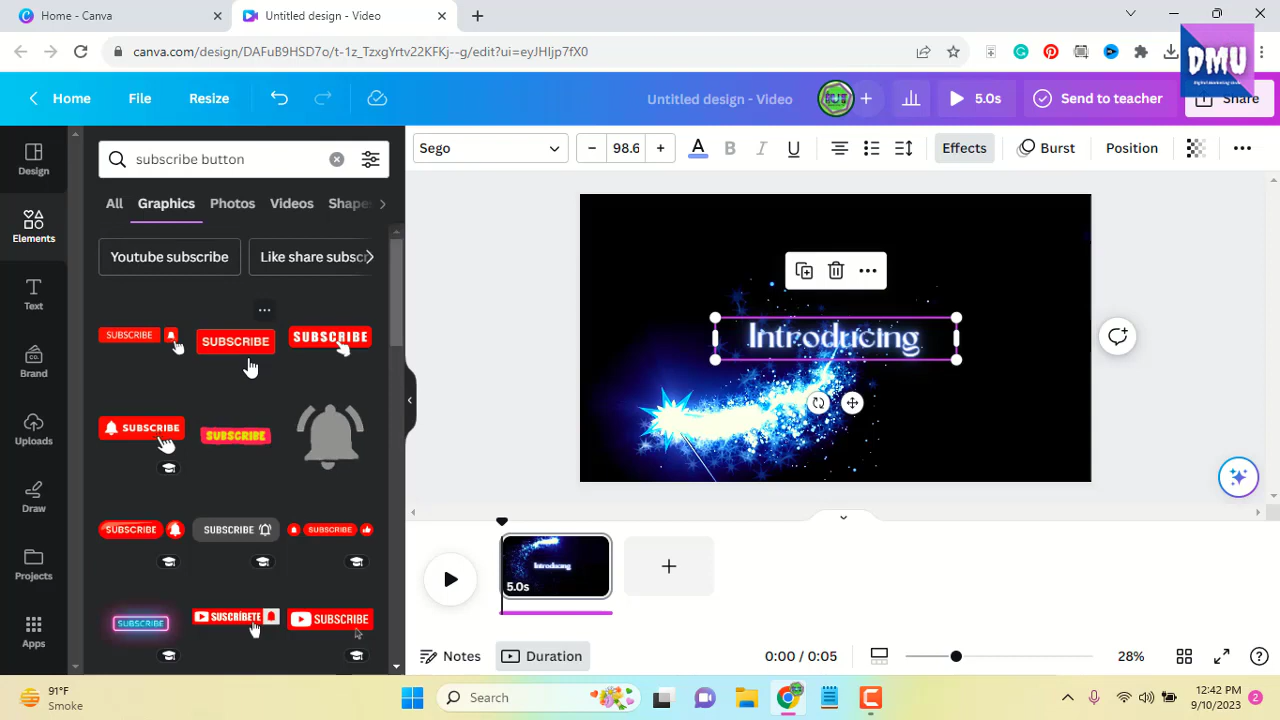 Home - Canva
Untitled design - Video
DMU
canva.com/design/DAFuB9HSD7o/t-1z_TzxgYrtv22KFKj--g/edit?ui=eyJHIjp7fX0
Home
File
Resize
Untitled design - Video
5.0s
Send to teacher
Share
Design
Elements
Text
Brand
Uploads
Draw
Projects
Apps
subscribe button
All
Graphics
Photos
Videos
Shape
Youtube subscribe
Like share subsc
SUBSCRIBE
SUBSCRIBE
SUBSCRIBE
SUBSCRIBE
SUBSCRIBE
SUBSCRIBE
SUBSCRIBE
SUBSCRIBE
SUBSCRIBE
SUSCRÍBETE
SUBSCRIBE
Sego
98.6
A
B
I
U
Effects
Burst
Position
Introducing
Introducing
5.0s
Notes
Duration
0:00 / 0:05
28%
91°F
Smoke
Search
12:42 PM
9/10/2023
2